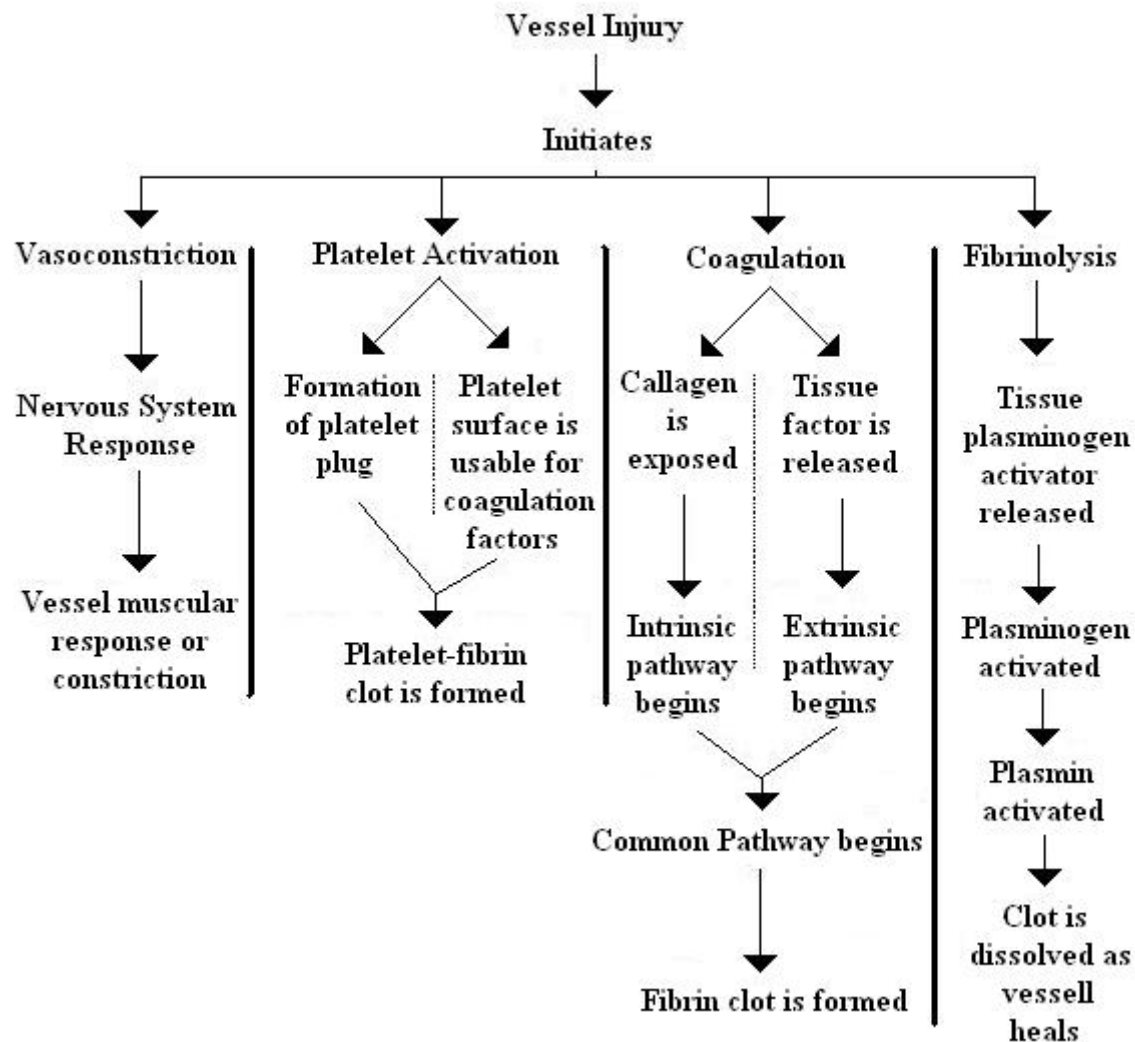 Vessel Injury
Initiates
Vasoconstriction
Nervous System
Response
Vessel muscular
response or
constriction
Platelet Activation
Formation
of platelet
plug
Platelet
surface is
usable for
coagulation
factors
Platelet-fibrin
clot is formed
Coagulation
Callagen
is
exposed
Tissue
factor is
released
Intrinsic
pathway
begins
Extrinsic
pathway
begins
Common Pathway begins
Fibrin clot is formed
Fibrinolysis
Tissue
plasminogen
activator
released
Plasminogen
activated
Plasmin
activated
Clot is
dissolved as
vessell
heals